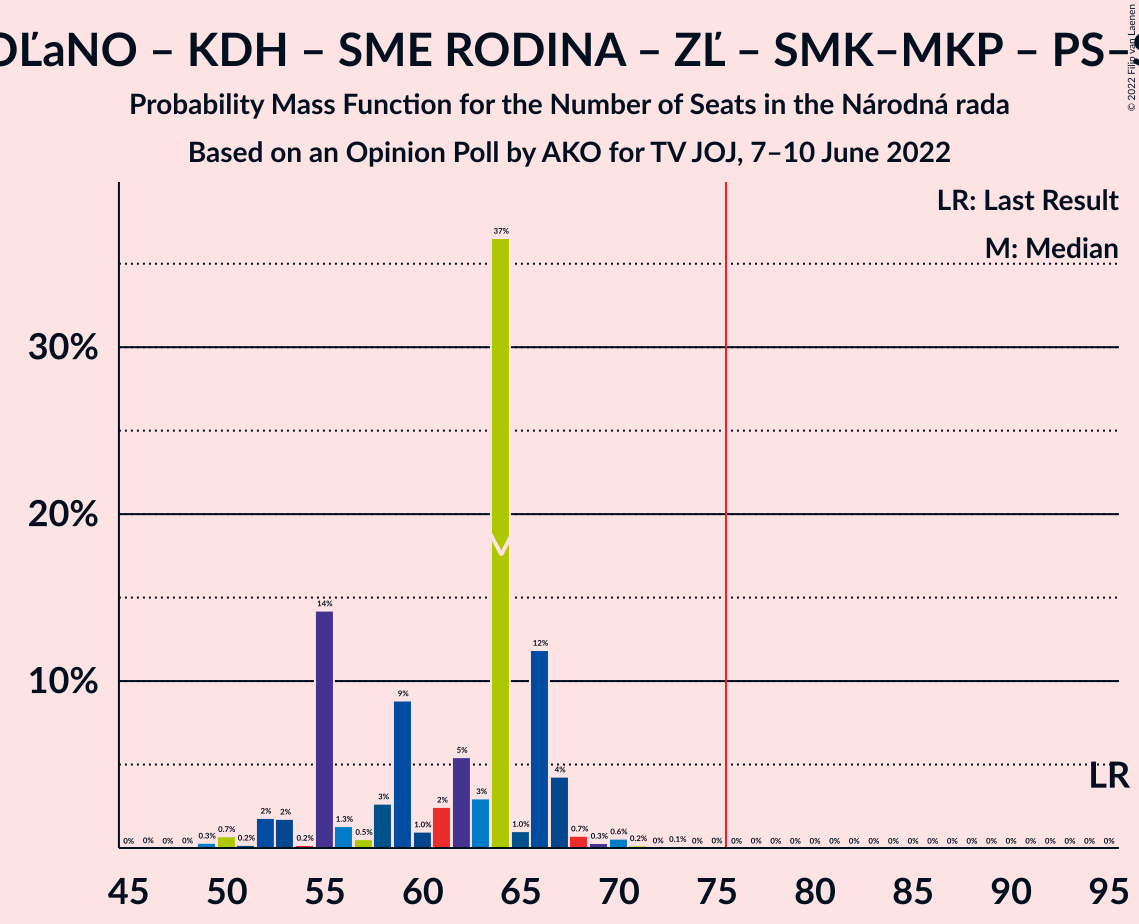 OĽaNO – KDH – SME RODINA – ZĽ – SMK–MKP – PS–
Probability Mass Function for the Number of Seats in the Národná rada
Based on an Opinion Poll by AKO for TV JOJ, 7–10 June 2022
© 2022 Filip van Laenen
LR: Last Result
M: Median
30%
20%
10%
0% 0% 0% 0% 0.3% 0.7% 0.2% 2% 2% 0.2% 14% 1.3% 0.5% 3% 9% 1.0% 2% 5% 3% 37% 1.0% 12% 4% 0.7% 0.3% 0.6% 0.2% 0% 0.1% 0% 0% 0% 0% 0% 0% 0% 0% 0% 0% 0% 0% 0% 0% 0% 0% 0% 0% 0% 0% 0% 0%
M
LR
45 50 55 60 65 70 75 80 85 90 95